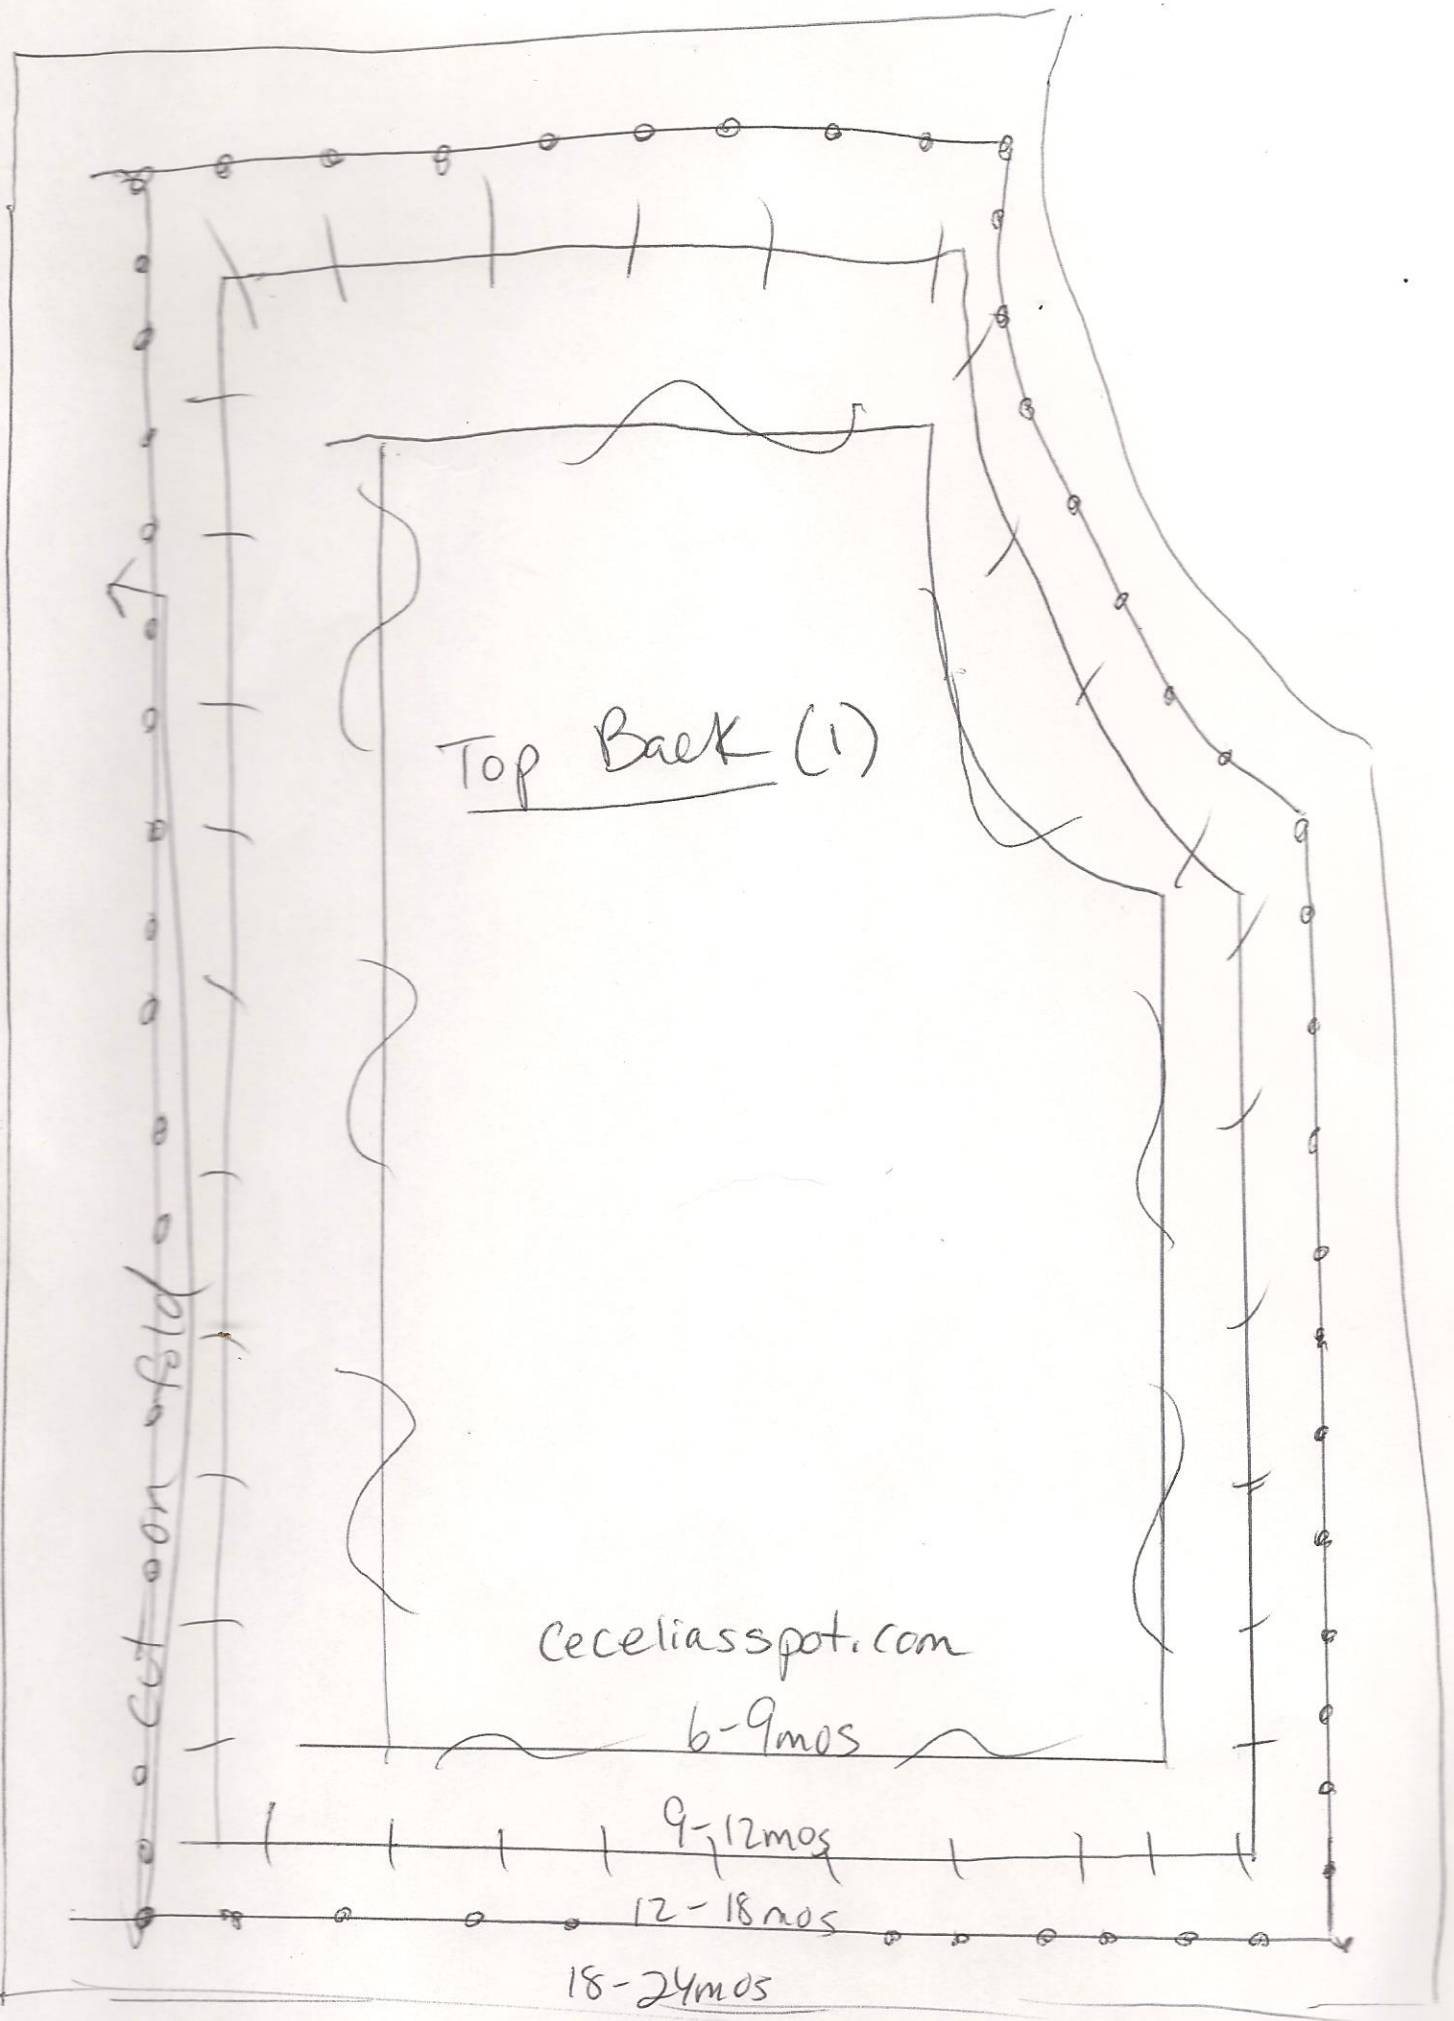 Top Back (1)
Cut on fold
ceceliasspot.com
6-9mos
9-12mos
12-18mos
18-24mos